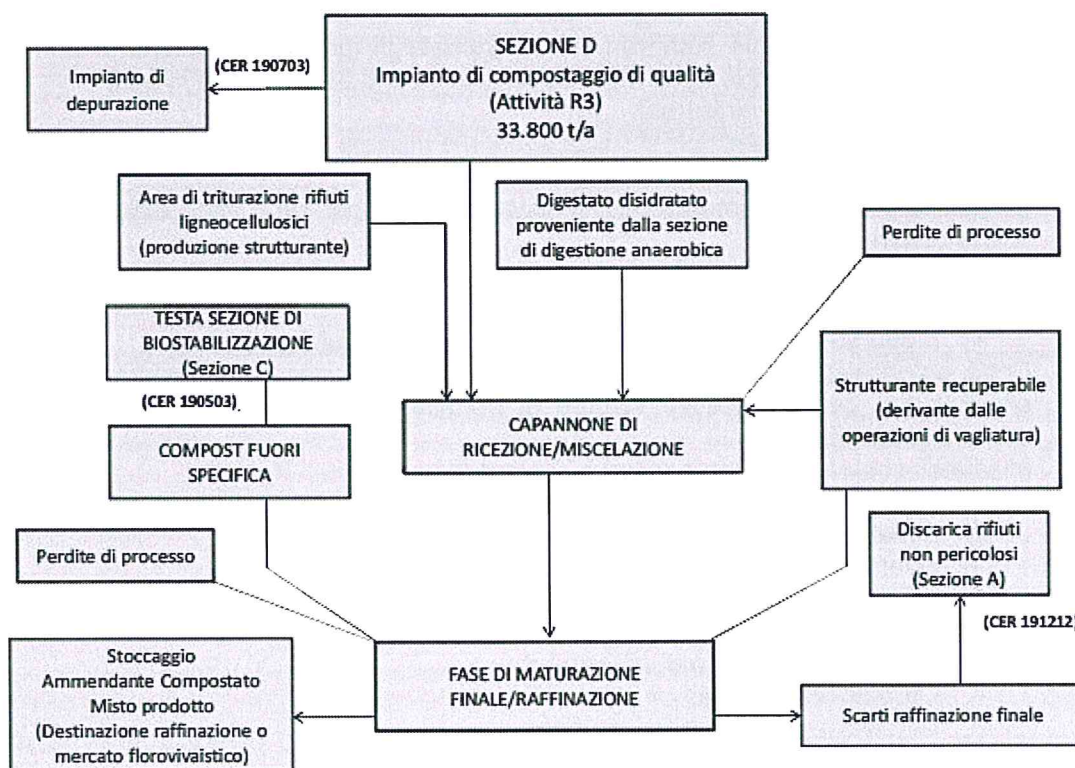 SEZIONE D
Impianto di compostaggio di qualità
(Attività R3)
33.800 t/a
(CER 190703)
Impianto di
depurazione
Area di triturazione rifiuti
ligneocellulosici
(produzione strutturante)
Digestato disidratato
proveniente dalla sezione
di digestione anaerobica
Perdite di processo
TESTA SEZIONE DI
BIOSTABILIZZAZIONE
(Sezione C)
(CER 190503).
COMPOST FUORI
SPECIFICA
CAPANNONE DI
RICEZIONE/MISCELAZIONE
Strutturante recuperabile
(derivante dalle
operazioni di vagliatura)
Perdite di processo
Discarica rifiuti
non pericolosi
(Sezione A)
(CER 191212)
Stoccaggio
Ammendante Compostato
Misto prodotto
(Destinazione raffinazione o
mercato florovivaistico)
FASE DI MATURAZIONE
FINALE/RAFFINAZIONE
Scarti raffinazione finale